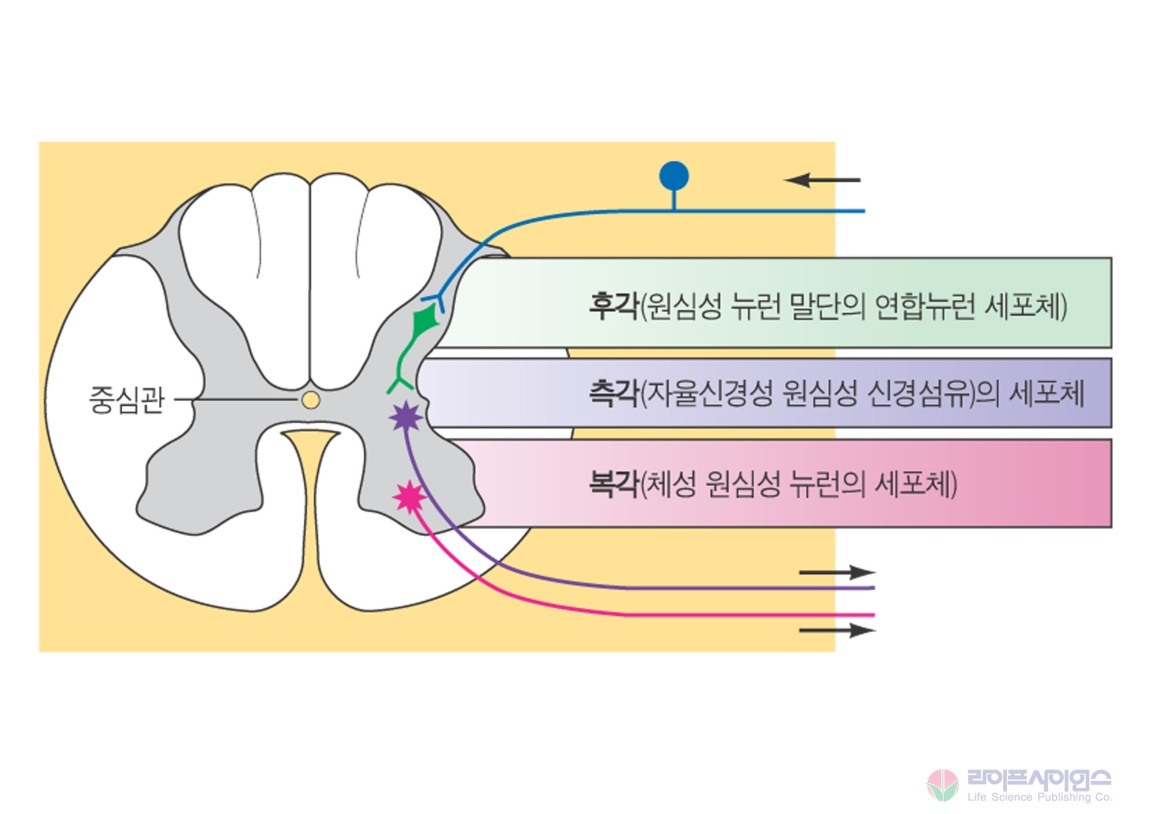 후각(원심성 뉴런 말단의 연합뉴런 세포체)
중심관
측각(자율신경성 원심성 신경섬유)의 세포체
복각(체성 원심성 뉴런의 세포체)
라이프사이언스
Life Science Publishing Co.